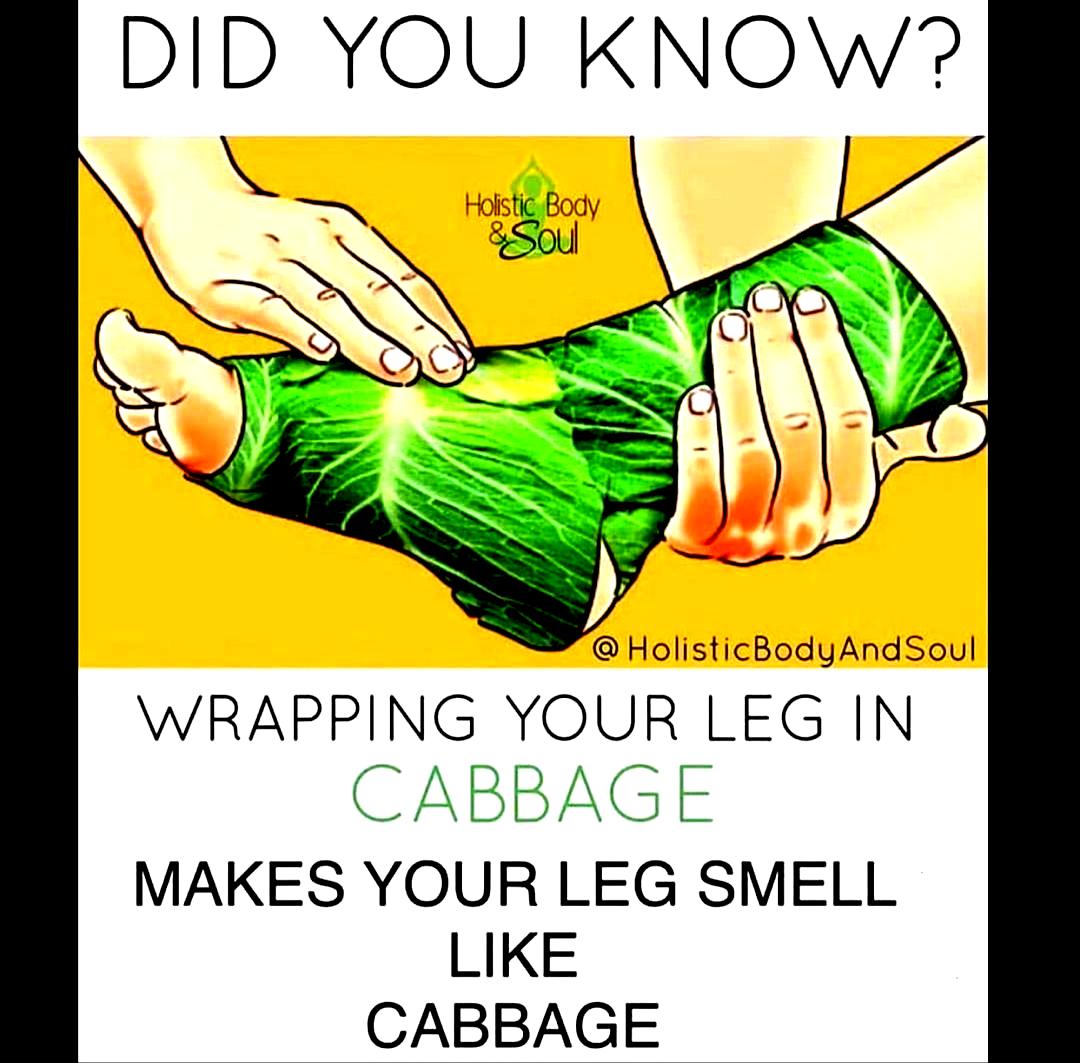 DID YOU KNOW?
Holistic Body
& Soul
@ HolisticBodyAndSoul
WRAPPING YOUR LEG IN
CABBAGE
MAKES YOUR LEG SMELL
LIKE
CABBAGE